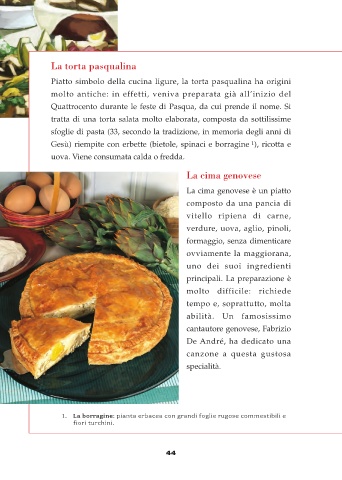 La torta pasqualina
Piatto simbolo della cucina ligure, la torta pasqualina ha origini
molto antiche: in effetti, veniva preparata già all'inizio del
Quattrocento durante le feste di Pasqua, da cui prende il nome. Si
tratta di una torta salata molto elaborata, composta da sottilissime
sfoglie di pasta (33, secondo la tradizione, in memoria degli anni di
Gesù) riempite con erbette (bietole, spinaci e borragine ¹), ricotta e
uova. Viene consumata calda o fredda.
La cima genovese
La cima genovese è un piatto
composto da una pancia di
vitello ripiena di carne,
verdure, uova, aglio, pinoli,
formaggio, senza dimenticare
ovviamente la maggiorana,
uno dei suoi ingredienti
principali. La preparazione è
molto difficile: richiede
tempo e, soprattutto, molta
abilità. Un famosissimo
cantautore genovese, Fabrizio
De André, ha dedicato una
canzone a questa gustosa
specialità.
1. La borragine: pianta erbacea con grandi foglie rugose commestibili e
fiori turchini.
44